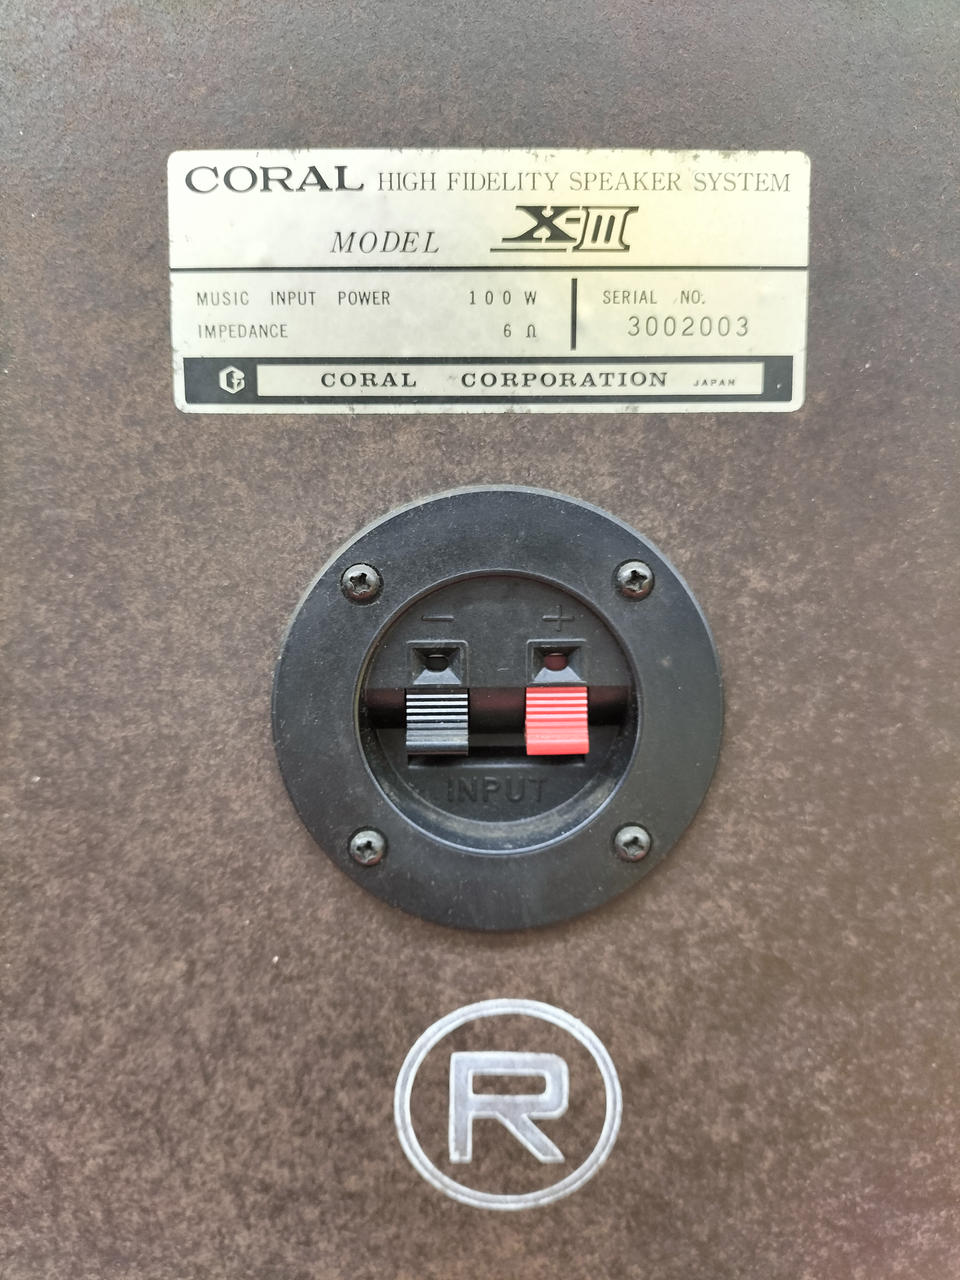 CORAL HIGH FIDELITY SPEAKER SYSTEM
MODEL X-III
MUSIC INPUT POWER 100 W
IMPEDANCE 6 Ω
SERIAL NO.
3002003
CORAL CORPORATION JAPAN
− +
INPUT
R